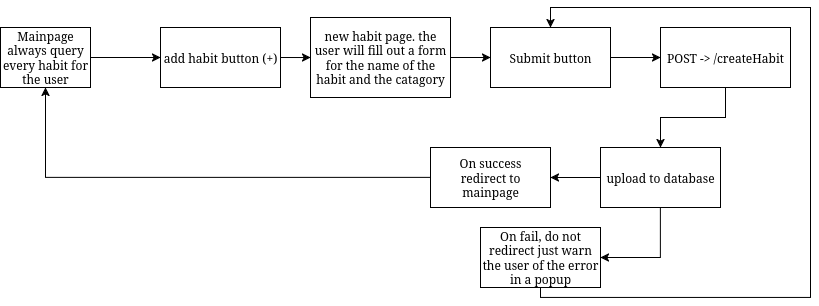 Mainpage
always query
every habit for
the user
add habit button (+)
new habit page. the
user will fill out a form
for the name of the
habit and the catagory
Submit button
POST -> /createHabit
On success
redirect to
mainpage
upload to database
On fail, do not
redirect just warn
the user of the error
in a popup